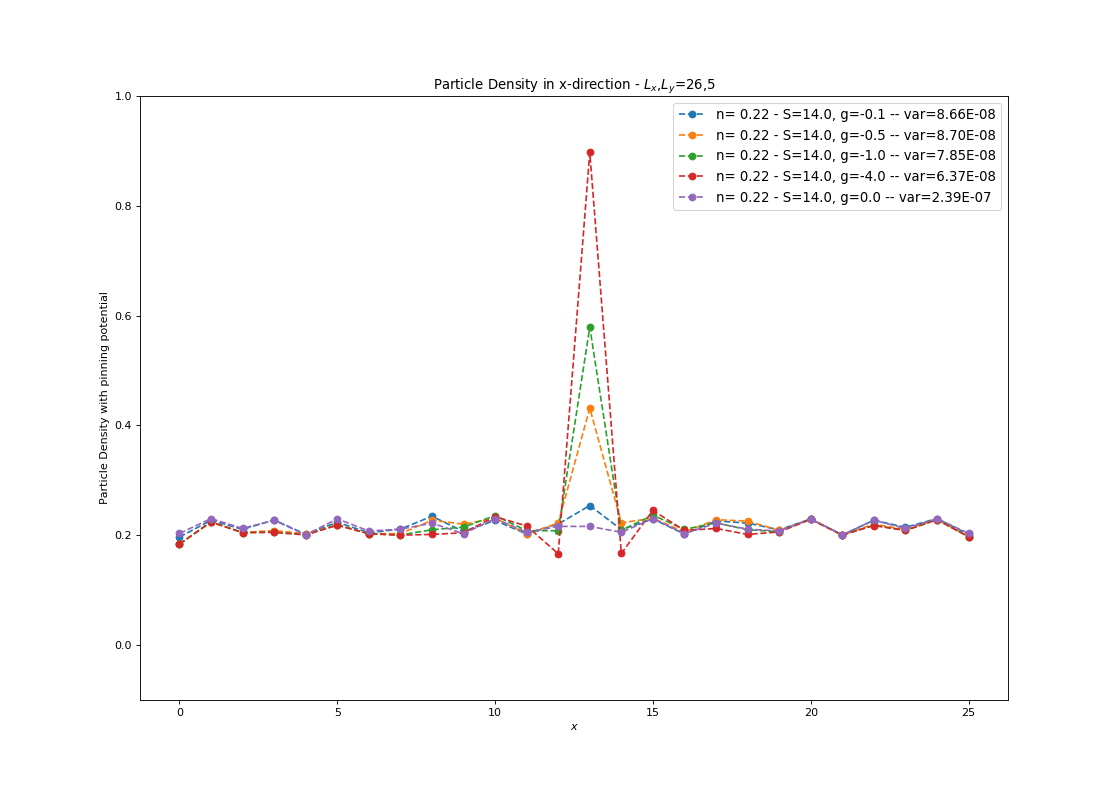 Particle Density in x-direction - Lx,Ly=26,5
1.0
0.8
0.6
0.4
0.2
0.0
Particle Density with pinning potential
n= 0.22 - S=14.0, g=-0.1 -- var=8.66E-08
n= 0.22 - S=14.0, g=-0.5 -- var=8.70E-08
n= 0.22 - S=14.0, g=-1.0 -- var=7.85E-08
n= 0.22 - S=14.0, g=-4.0 -- var=6.37E-08
n= 0.22 - S=14.0, g=0.0 -- var=2.39E-07
0 5 10 15 20 25
x